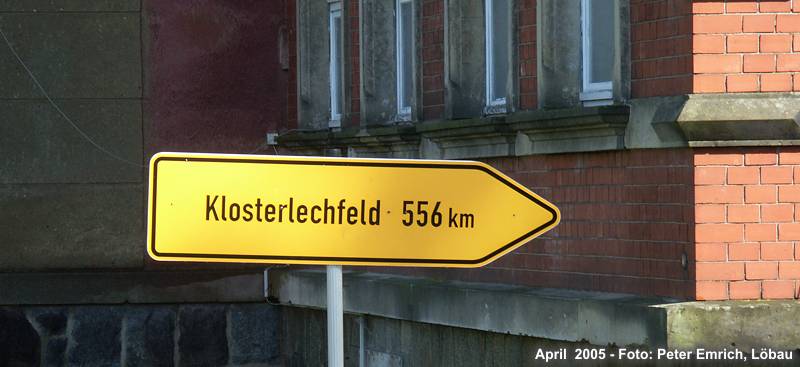 Klosterlechfeld 556 km
April 2005 - Foto: Peter Emrich, Löbau